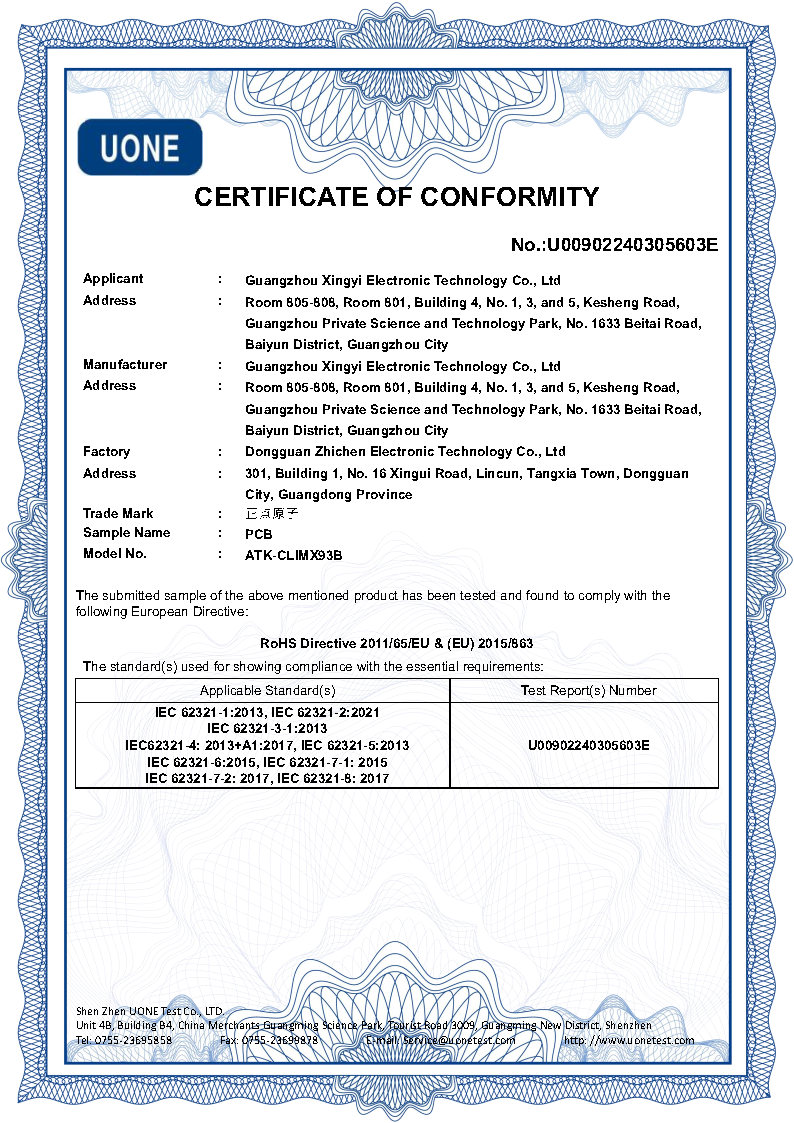 UONE
CERTIFICATE OF CONFORMITY
No.:U00902240305603E
Applicant : Guangzhou Xingyi Electronic Technology Co., Ltd
Address : Room 805-808, Room 801, Building 4, No. 1, 3, and 5, Kesheng Road,
Guangzhou Private Science and Technology Park, No. 1633 Beitai Road,
Baiyun District, Guangzhou City
Manufacturer : Guangzhou Xingyi Electronic Technology Co., Ltd
Address : Room 805-808, Room 801, Building 4, No. 1, 3, and 5, Kesheng Road,
Guangzhou Private Science and Technology Park, No. 1633 Beitai Road,
Baiyun District, Guangzhou City
Factory : Dongguan Zhichen Electronic Technology Co., Ltd
Address : 301, Building 1, No. 16 Xingui Road, Lincun, Tangxia Town, Dongguan
City, Guangdong Province
Trade Mark : 正点原子
Sample Name : PCB
Model No. : ATK-CLIMX93B
The submitted sample of the above mentioned product has been tested and found to comply with the
following European Directive:
RoHS Directive 2011/65/EU & (EU) 2015/863
The standard(s) used for showing compliance with the essential requirements:
Applicable Standard(s) Test Report(s) Number
IEC 62321-1:2013, IEC 62321-2:2021
IEC 62321-3-1:2013
IEC62321-4: 2013+A1:2017, IEC 62321-5:2013 U00902240305603E
IEC 62321-6:2015, IEC 62321-7-1: 2015
IEC 62321-7-2: 2017, IEC 62321-8: 2017
Shen Zhen UONE Test Co., LTD.
Unit 4B, Building B4, China Merchants Guangming Science Park, Tourist Road 3009, Guangming New District, Shenzhen
Tel: 0755-23695858 Fax: 0755-23699878 E-mail: Service@uonetest.com http: //www.uonetest.com